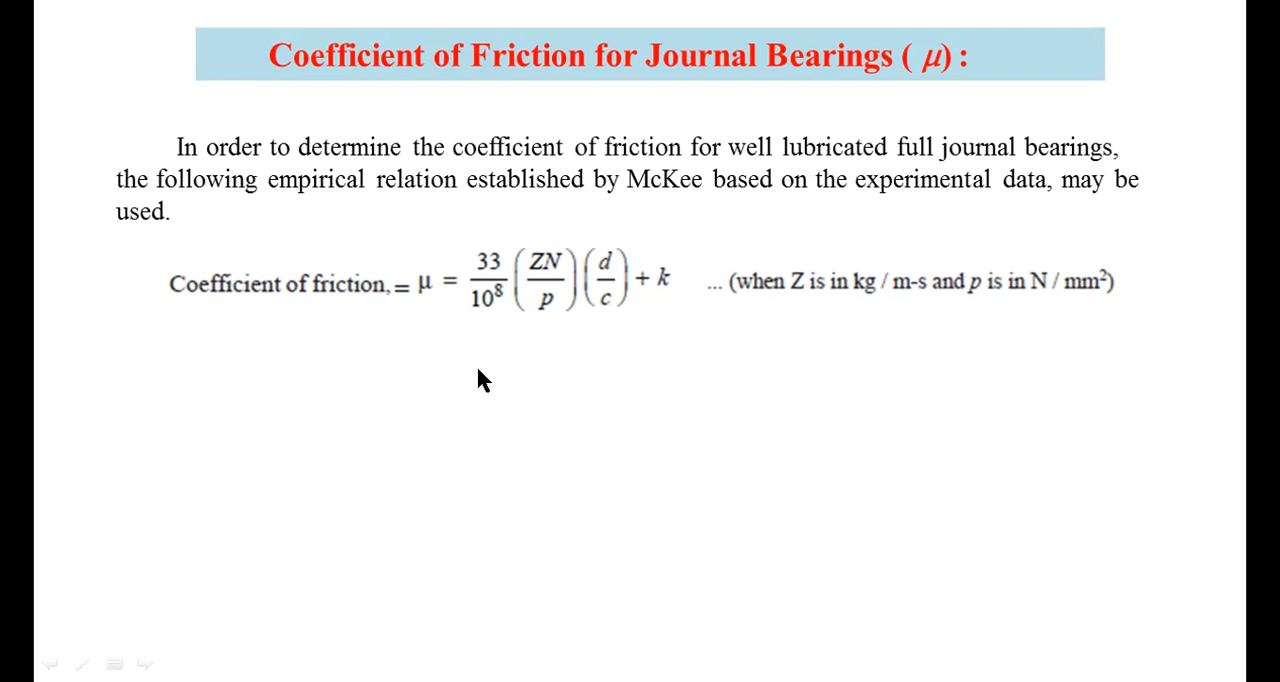 Coefficient of Friction for Journal Bearings ( μ) :
In order to determine the coefficient of friction for well lubricated full journal bearings,
the following empirical relation established by McKee based on the experimental data, may be
used.
Coefficient of friction, = μ = 33/10⁸ (ZN/p) (d/c) + k ... (when Z is in kg / m-s and p is in N / mm²)